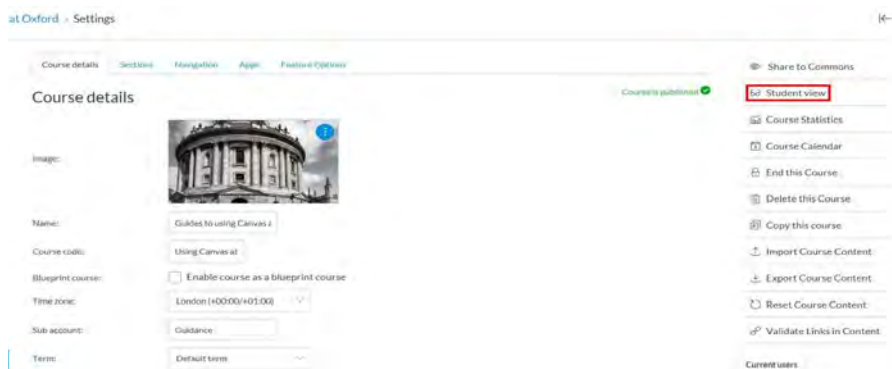 at Oxford > Settings
Course details Sections Navigation Apps Feature Options
Course details
Course is published
Image:
Name: Guides to using Canvas a
Course code: Using Canvas at
Blueprint course: Enable course as a blueprint course
Time zone: London (+00:00/+01:00)
Sub account: Guidance
Term: Default term
Share to Commons
Student view
Course Statistics
Course Calendar
End this Course
Delete this Course
Copy this course
Import Course Content
Export Course Content
Reset Course Content
Validate Links in Content
Current users